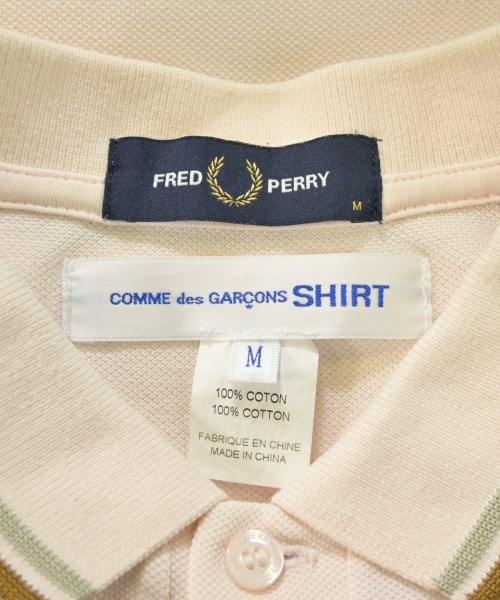 FRED PERRY
M
COMME des GARÇONS SHIRT
M
100% COTON
100% COTTON
FABRIQUE EN CHINE
MADE IN CHINA